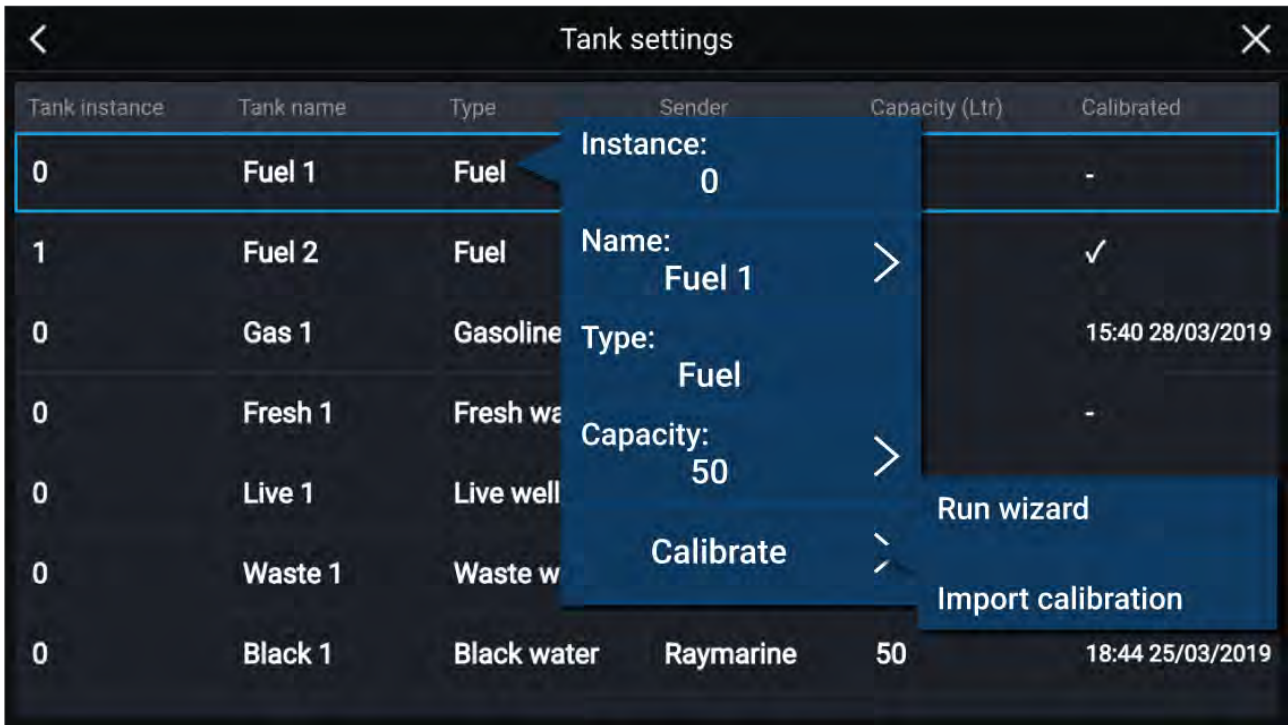 Tank settings
Tank instance Tank name Type Sender Capacity (Ltr) Calibrated
0 Fuel 1 Fuel -
Instance:
0
1 Fuel 2 Fuel ✓
Name:
Fuel 1
0 Gas 1 Gasoline 15:40 28/03/2019
Type:
Fuel
0 Fresh 1 Fresh wa -
Capacity:
50
0 Live 1 Live well
Run wizard
Calibrate
0 Waste 1 Waste w
Import calibration
0 Black 1 Black water Raymarine 50 18:44 25/03/2019